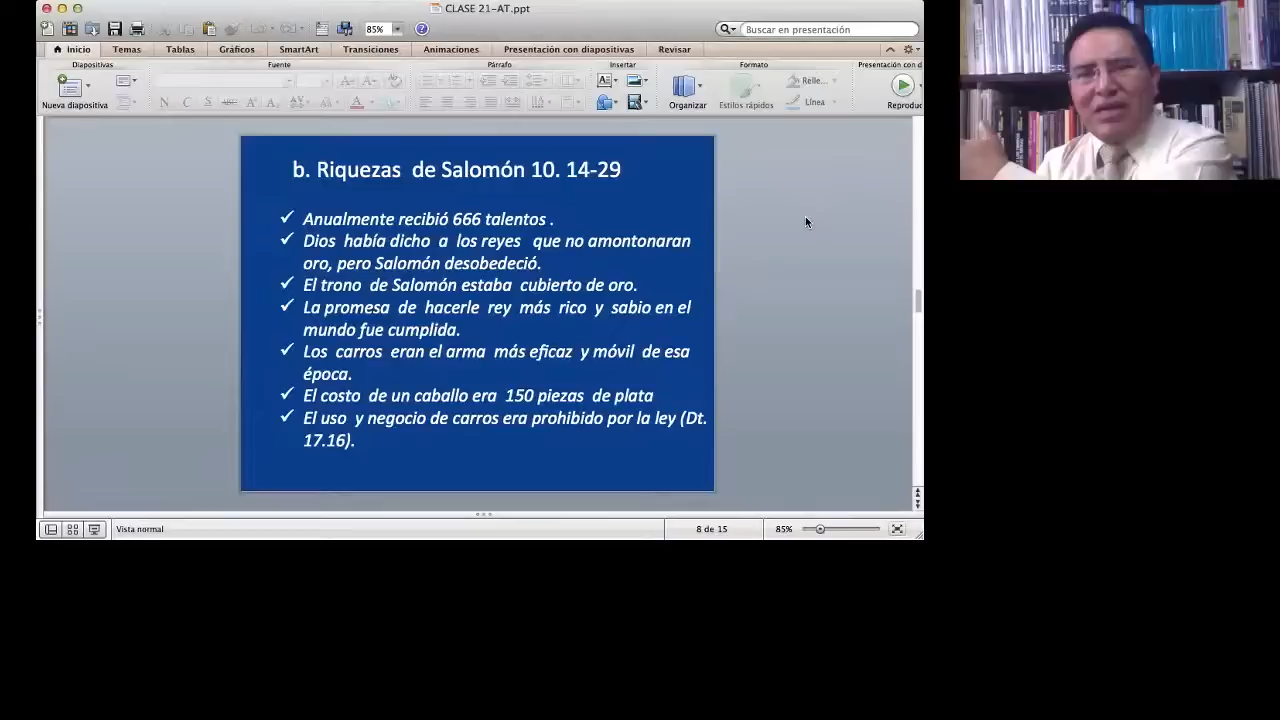 CLASE 21-AT.ppt
85%
Buscar en presentación
Inicio
Temas
Tablas
Gráficos
SmartArt
Transiciones
Animaciones
Presentación con diapositivas
Revisar
Diapositivas
Fuente
Párrafo
Insertar
Formato
Presentación con d
Nueva diapositiva
N C S
Organizar
Estilos rápidos
Relle...
Línea
Reproduc
b. Riquezas de Salomón 10. 14-29
✓ Anualmente recibió 666 talentos .
✓ Dios había dicho a los reyes que no amontonaran
oro, pero Salomón desobedeció.
✓ El trono de Salomón estaba cubierto de oro.
✓ La promesa de hacerle rey más rico y sabio en el
mundo fue cumplida.
✓ Los carros eran el arma más eficaz y móvil de esa
época.
✓ El costo de un caballo era 150 piezas de plata
✓ El uso y negocio de carros era prohibido por la ley (Dt.
17.16).
Vista normal
8 de 15
85%